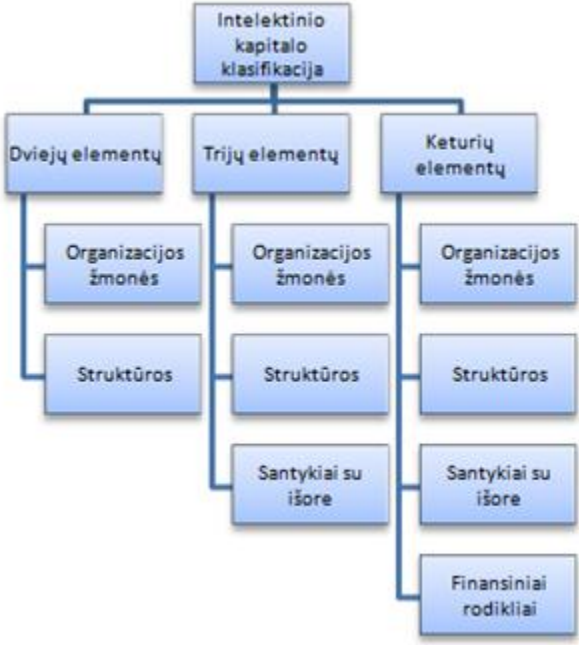 Intelektinio
kapitalo
klasifikacija
Dviejų elementų
Trijų elementų
Keturių
elementų
Organizacijos
žmonės
Struktūros
Organizacijos
žmonės
Struktūros
Santykiai su
išore
Organizacijos
žmonės
Struktūros
Santykiai su
išore
Finansiniai
rodikliai